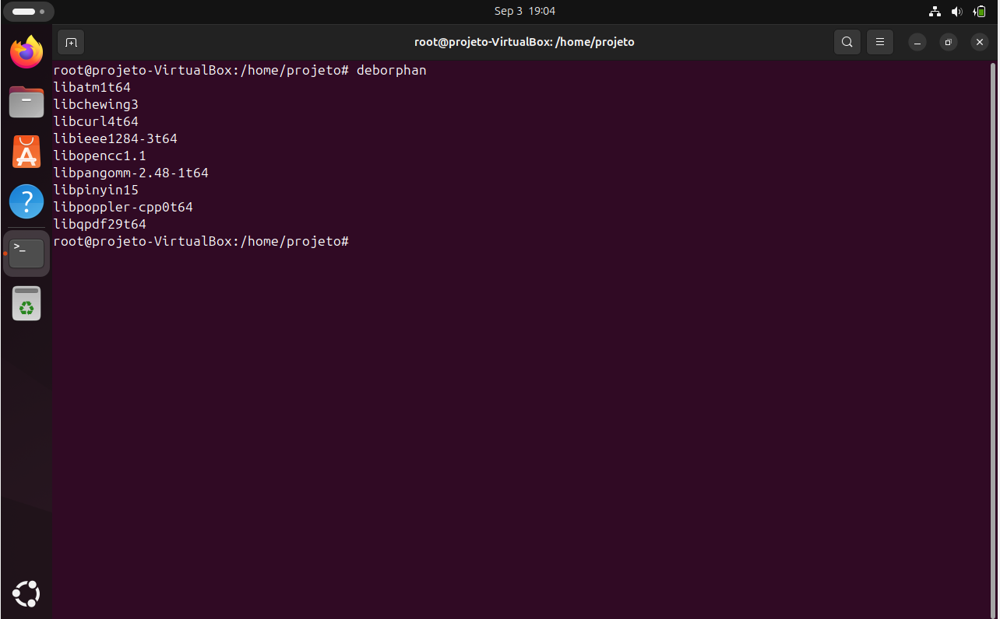 Sep 3 19:04
root@projeto-VirtualBox: /home/projeto
root@projeto-VirtualBox:/home/projeto# deborphan
libatm1t64
libchewing3
libcurl4t64
libieee1284-3t64
libopencc1.1
libpangomm-2.48-1t64
libpinyin15
libpoppler-cpp0t64
libqpdf29t64
root@projeto-VirtualBox:/home/projeto#